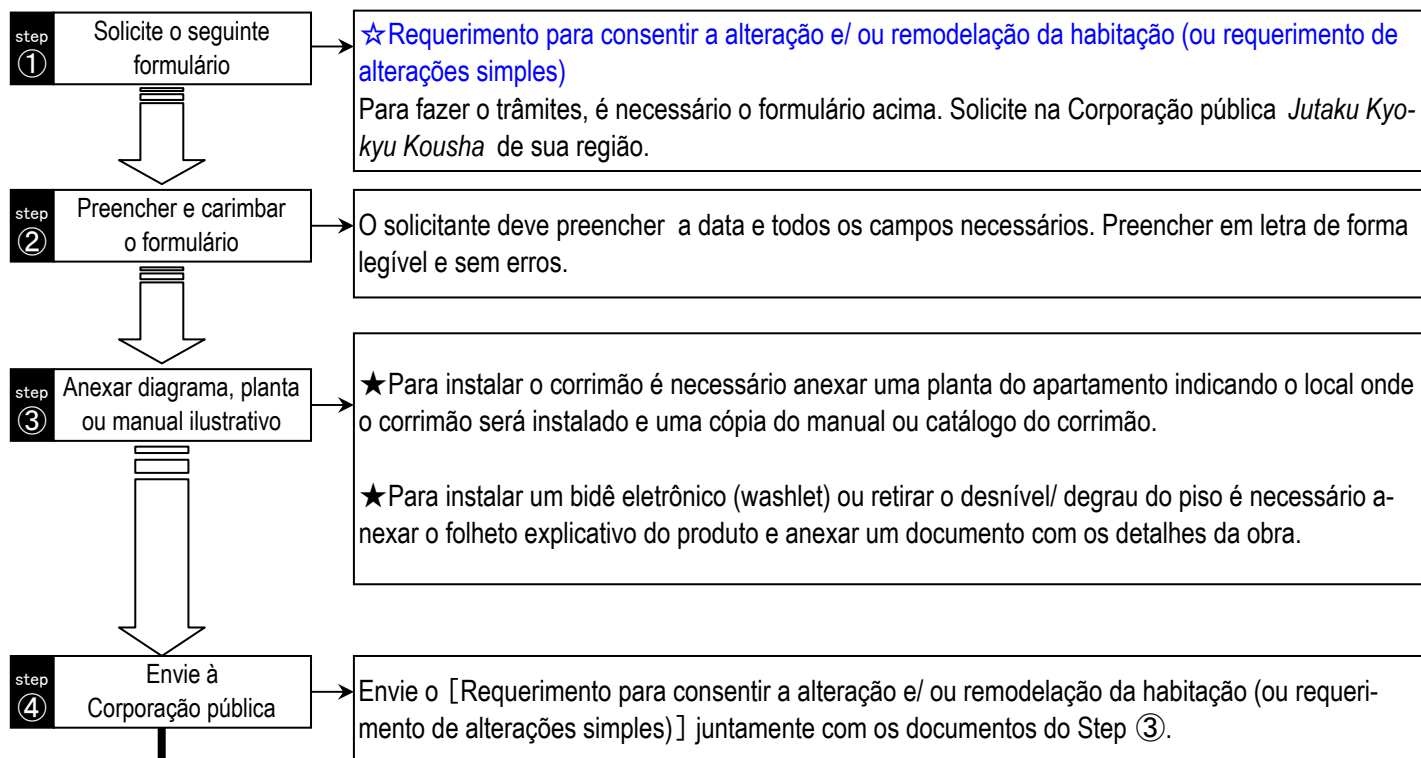 step
①
Solicite o seguinte
formulário
☆Requerimento para consentir a alteração e/ ou remodelação da habitação (ou requerimento de
alterações simples)
Para fazer o trâmites, é necessário o formulário acima. Solicite na Corporação pública Jutaku Kyo-
kyu Kousha de sua região.
step
②
Preencher e carimbar
o formulário
O solicitante deve preencher a data e todos os campos necessários. Preencher em letra de forma
legível e sem erros.
step
③
Anexar diagrama, planta
ou manual ilustrativo
★Para instalar o corrimão é necessário anexar uma planta do apartamento indicando o local onde
o corrimão será instalado e uma cópia do manual ou catálogo do corrimão.
★Para instalar um bidê eletrônico (washlet) ou retirar o desnível/ degrau do piso é necessário a-
nexar o folheto explicativo do produto e anexar um documento com os detalhes da obra.
step
④
Envie à
Corporação pública
Envie o [Requerimento para consentir a alteração e/ ou remodelação da habitação (ou requeri-
mento de alterações simples)] juntamente com os documentos do Step ③.